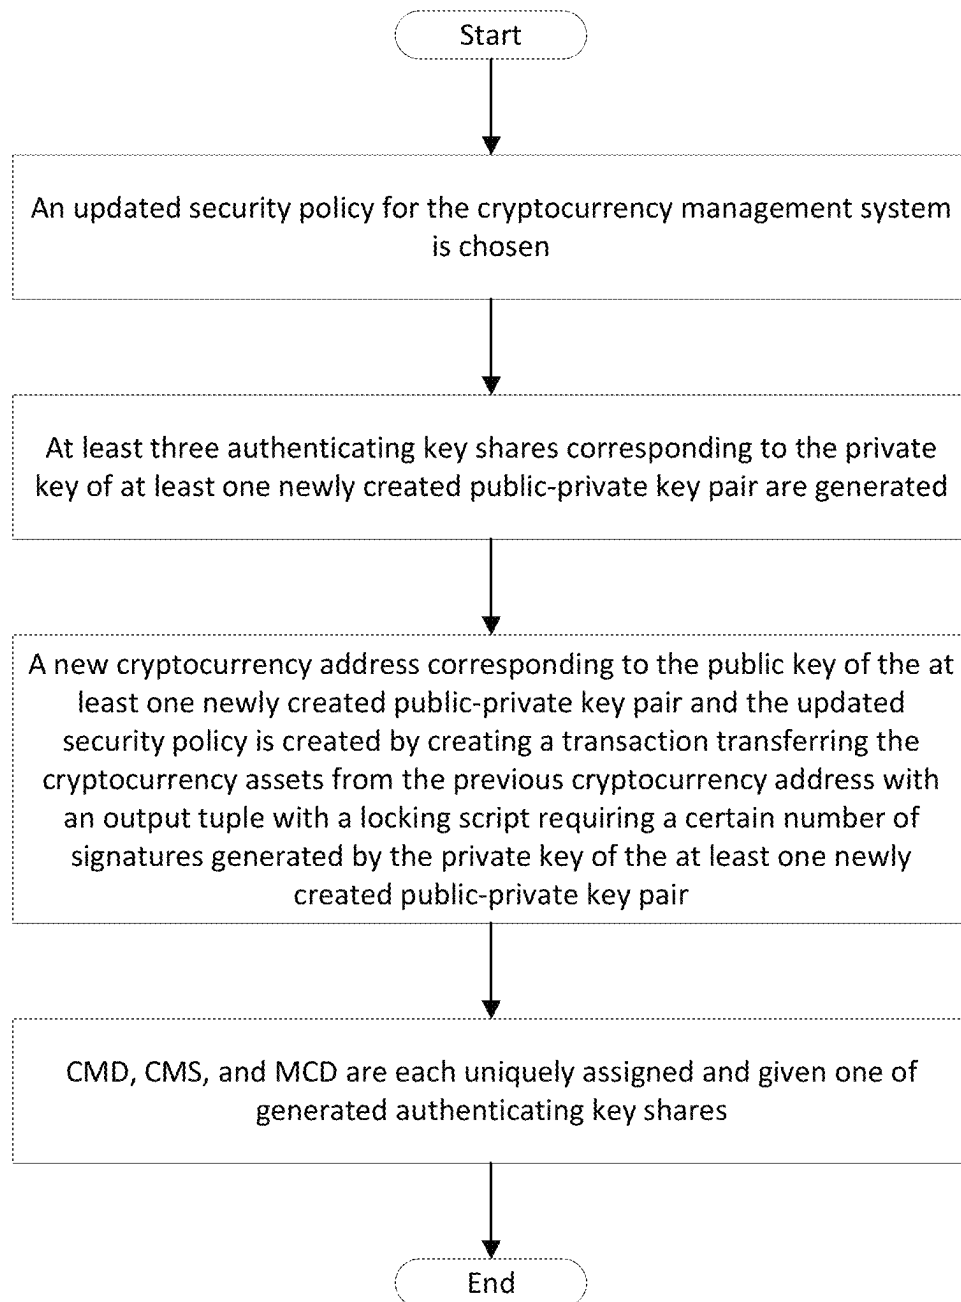 Start
An updated security policy for the cryptocurrency management system
is chosen
At least three authenticating key shares corresponding to the private
key of at least one newly created public-private key pair are generated
A new cryptocurrency address corresponding to the public key of the at
least one newly created public-private key pair and the updated
security policy is created by creating a transaction transferring the
cryptocurrency assets from the previous cryptocurrency address with
an output tuple with a locking script requiring a certain number of
signatures generated by the private key of the at least one newly
created public-private key pair
CMD, CMS, and MCD are each uniquely assigned and given one of
generated authenticating key shares
End